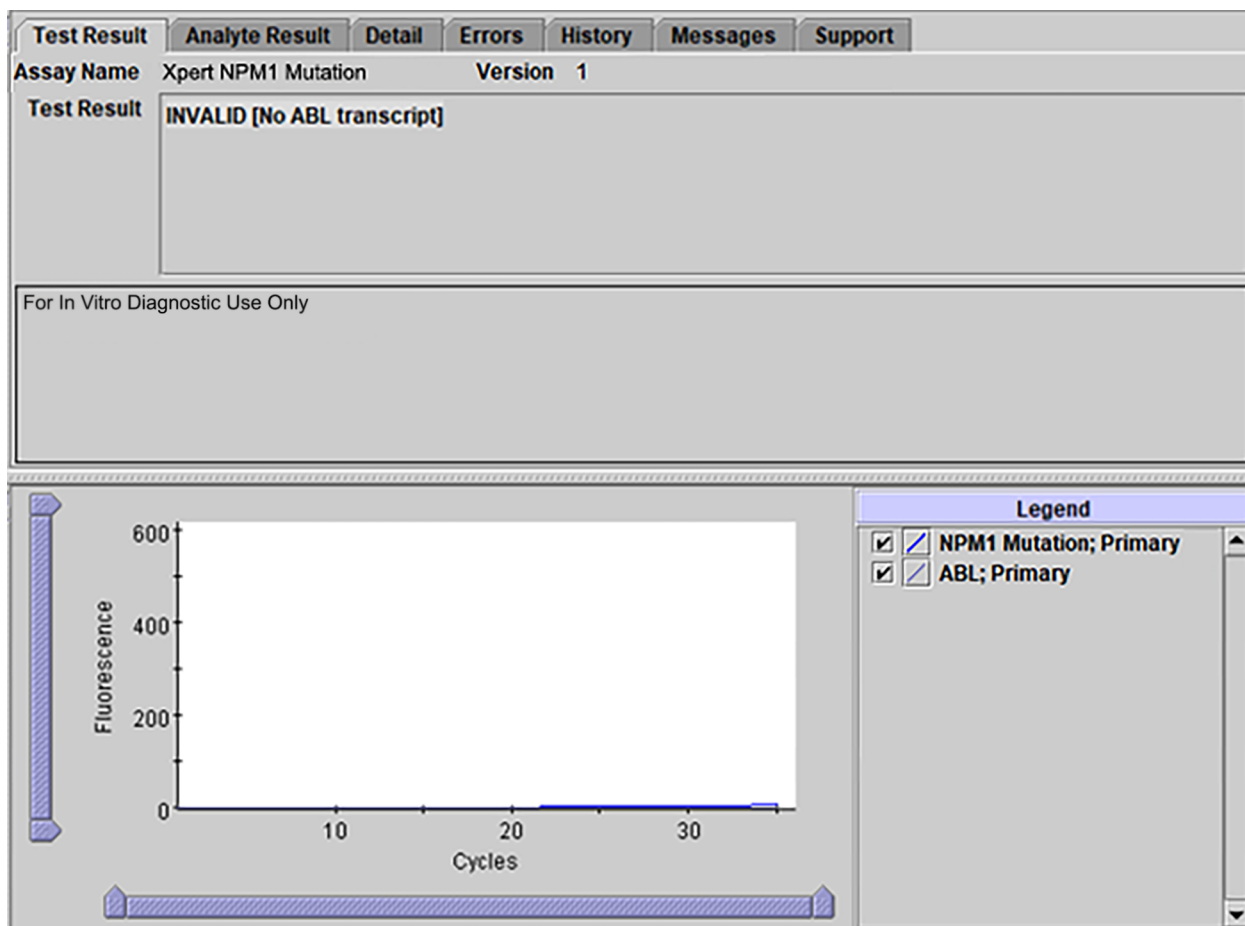 Test Result Analyte Result Detail Errors History Messages Support
Assay Name Xpert NPM1 Mutation Version 1
Test Result INVALID [No ABL transcript]
For In Vitro Diagnostic Use Only
Legend
NPM1 Mutation; Primary
ABL; Primary
600
400
200
0
Fluorescence
10 20 30
Cycles